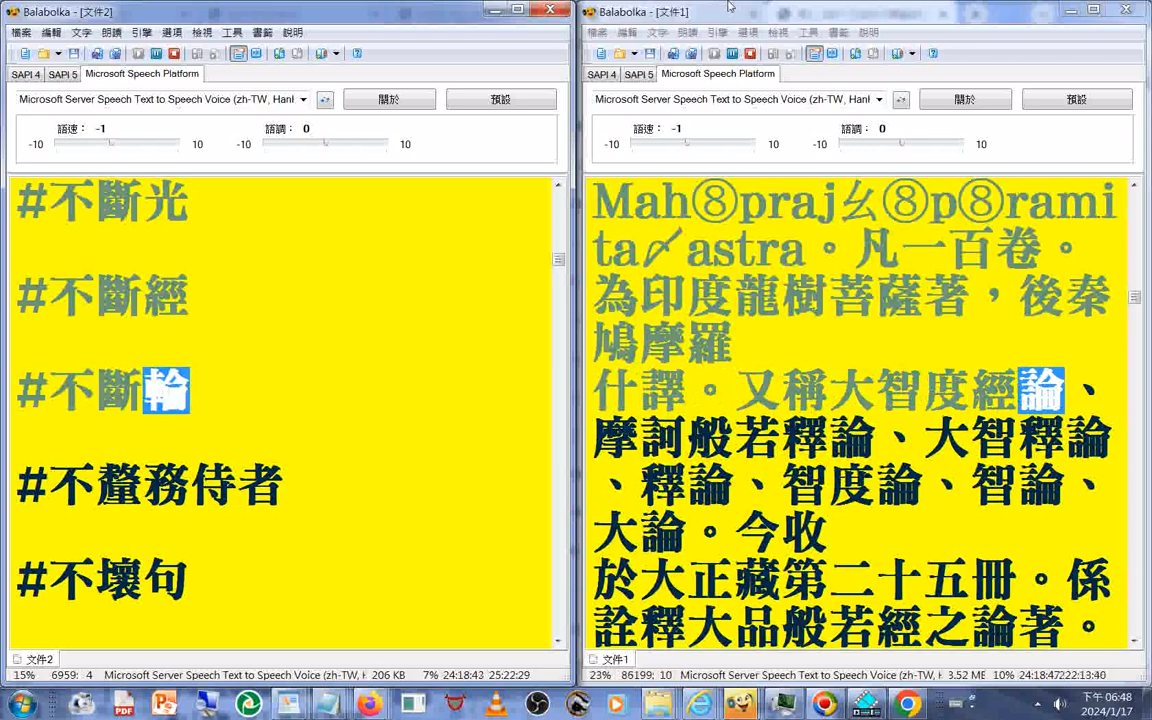 Balabolka - [文件2]
檔案 編輯 文字 朗讀 引擎 選項 檢視 工具 書籤 說明
SAPI 4 SAPI 5 Microsoft Speech Platform
Microsoft Server Speech Text to Speech Voice (zh-TW, Hanl
關於 預設
語速： -1 語調： 0
-10 10 -10 10
#不斷光
#不斷經
#不斷輪
#不釐務侍者
#不壞句
文件2
15% 6959: 4 Microsoft Server Speech Text to Speech Voice (zh-TW, H 206 KB 7% 24:18:43 25:22:29
Balabolka - [文件1]
檔案 編輯 文字 朗讀 引擎 選項 檢視 工具 書籤 說明
SAPI 4 SAPI 5 Microsoft Speech Platform
Microsoft Server Speech Text to Speech Voice (zh-TW, Hanl
關於 預設
語速： -1 語調： 0
-10 10 -10 10
Mah⑧praj幺⑧p⑧rami
ta〆astra。凡一百卷。
為印度龍樹菩薩著，後秦
鳩摩羅
什譯。又稱大智度經論、
摩訶般若釋論、大智釋論
、釋論、智度論、智論、
大論。今收
於大正藏第二十五冊。係
詮釋大品般若經之論著。
文件1
23% 86199: 10 Microsoft Server Speech Text to Speech Voice (zh-TW, H 3.52 MB 10% 24:18:47 222:13:40
PDF
下午 06:48
2024/1/17